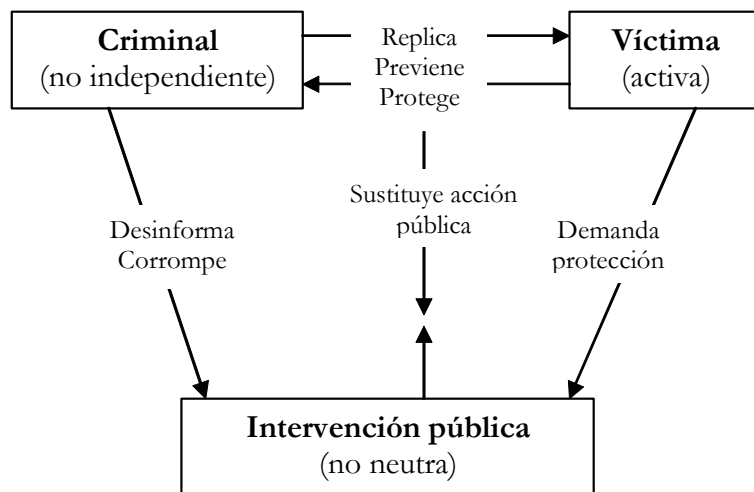 Criminal
(no independiente)
Replica
Previene
Protege
Víctima
(activa)
Desinforma
Corrompe
Sustituye acción
pública
Demanda
protección
Intervención pública
(no neutra)